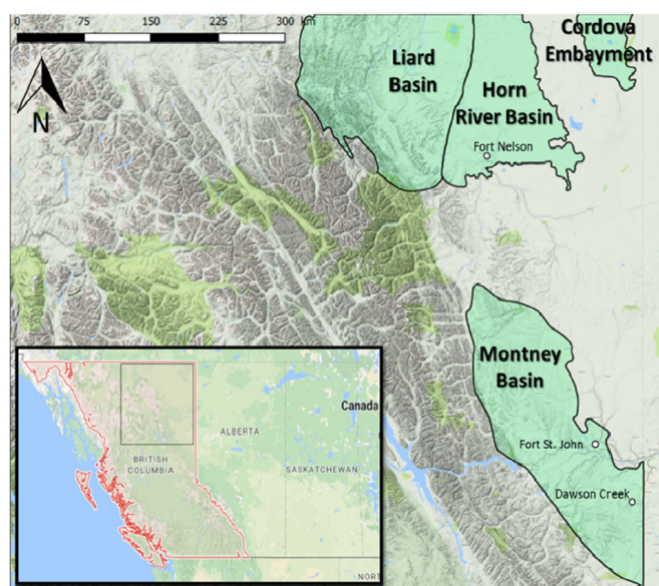 0 75 150 225 300 km
N
Liard
Basin
Horn
River Basin
Fort Nelson
Cordova
Embayment
Montney
Basin
Fort St. John
Dawson Creek
Canada
ALBERTA
BRITISH
COLUMBIA
SASKATCHEWAN
NORT